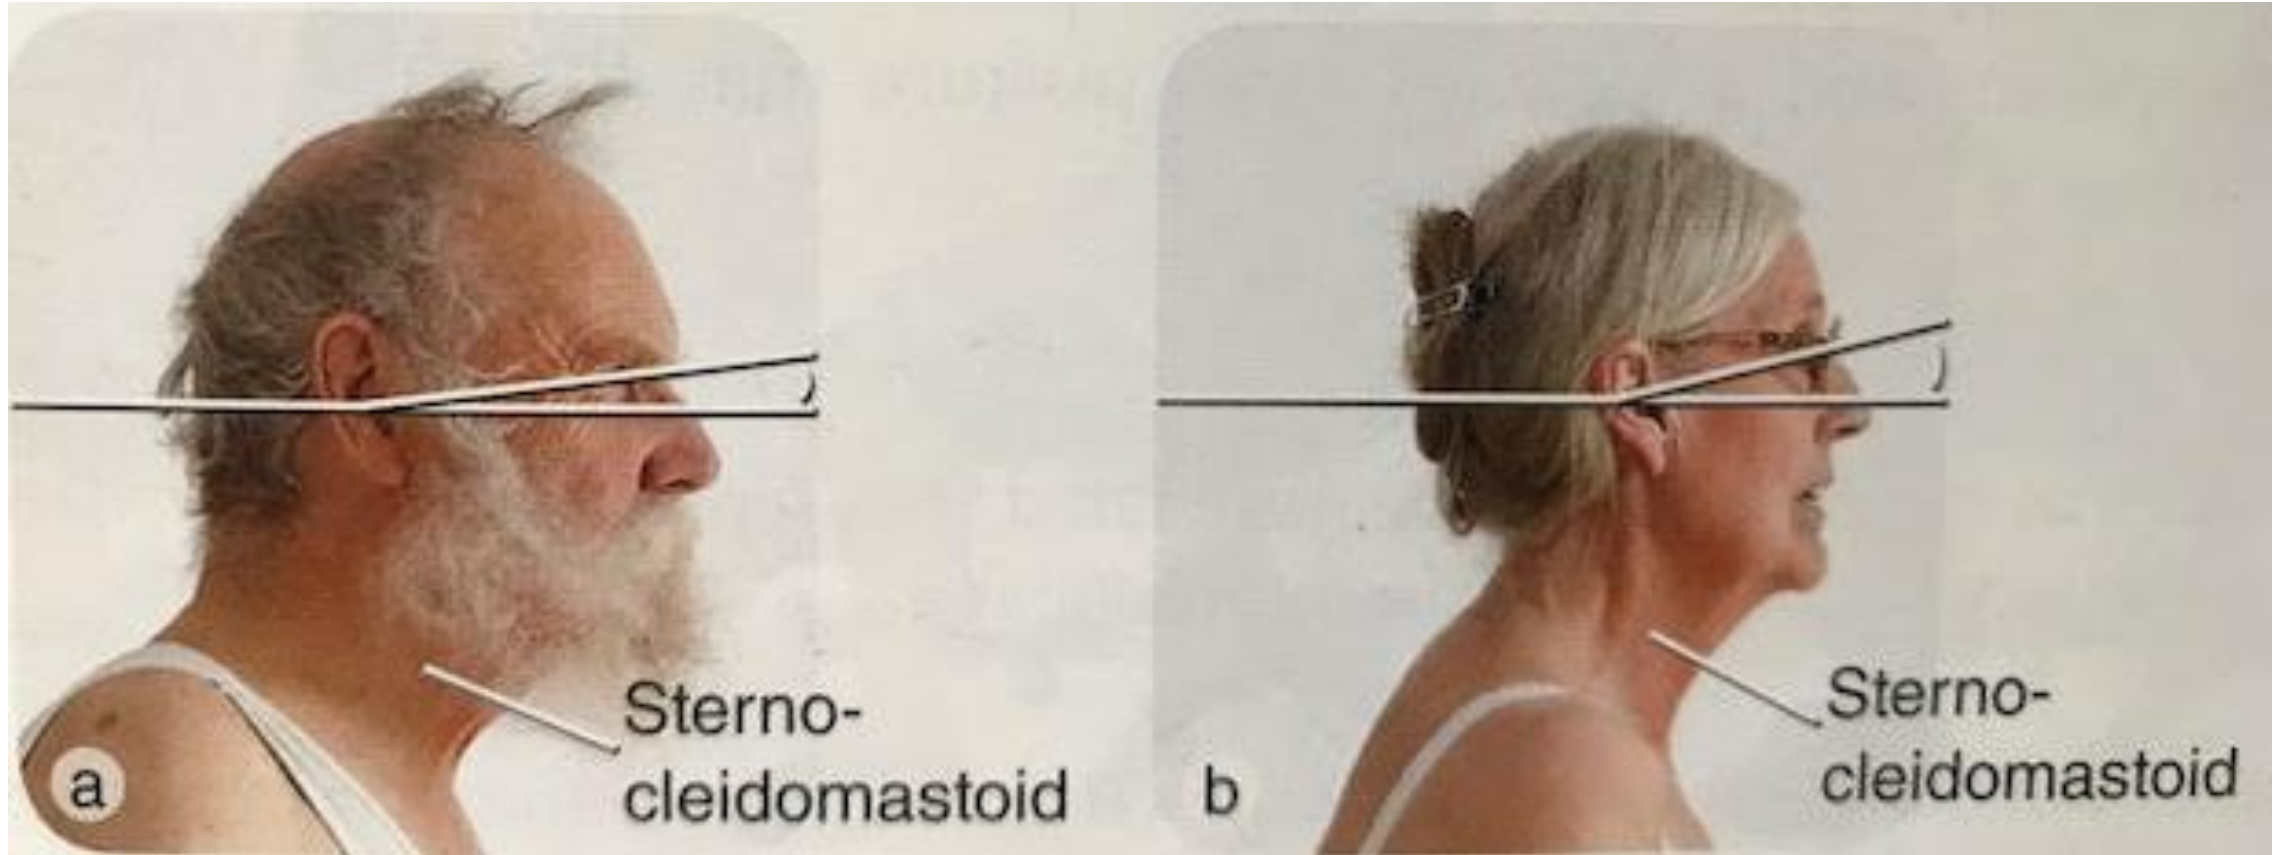 Sterno-
cleidomastoid
a
Sterno-
cleidomastoid
b